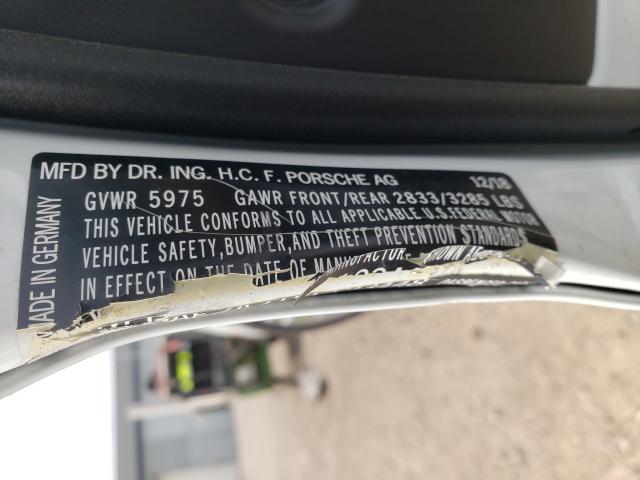 MFD BY DR. ING. H.C. F. PORSCHE AG 12/18
GVWR 5975 GAWR FRONT/REAR 2833/3285 LBS
THIS VEHICLE CONFORMS TO ALL APPLICABLE U.S.FEDERAL MOTOR
VEHICLE SAFETY,BUMPER,AND THEFT PREVENTION STANDARDS
IN EFFECT ON THE DATE OF MANUFACTURE
MADE IN GERMANY